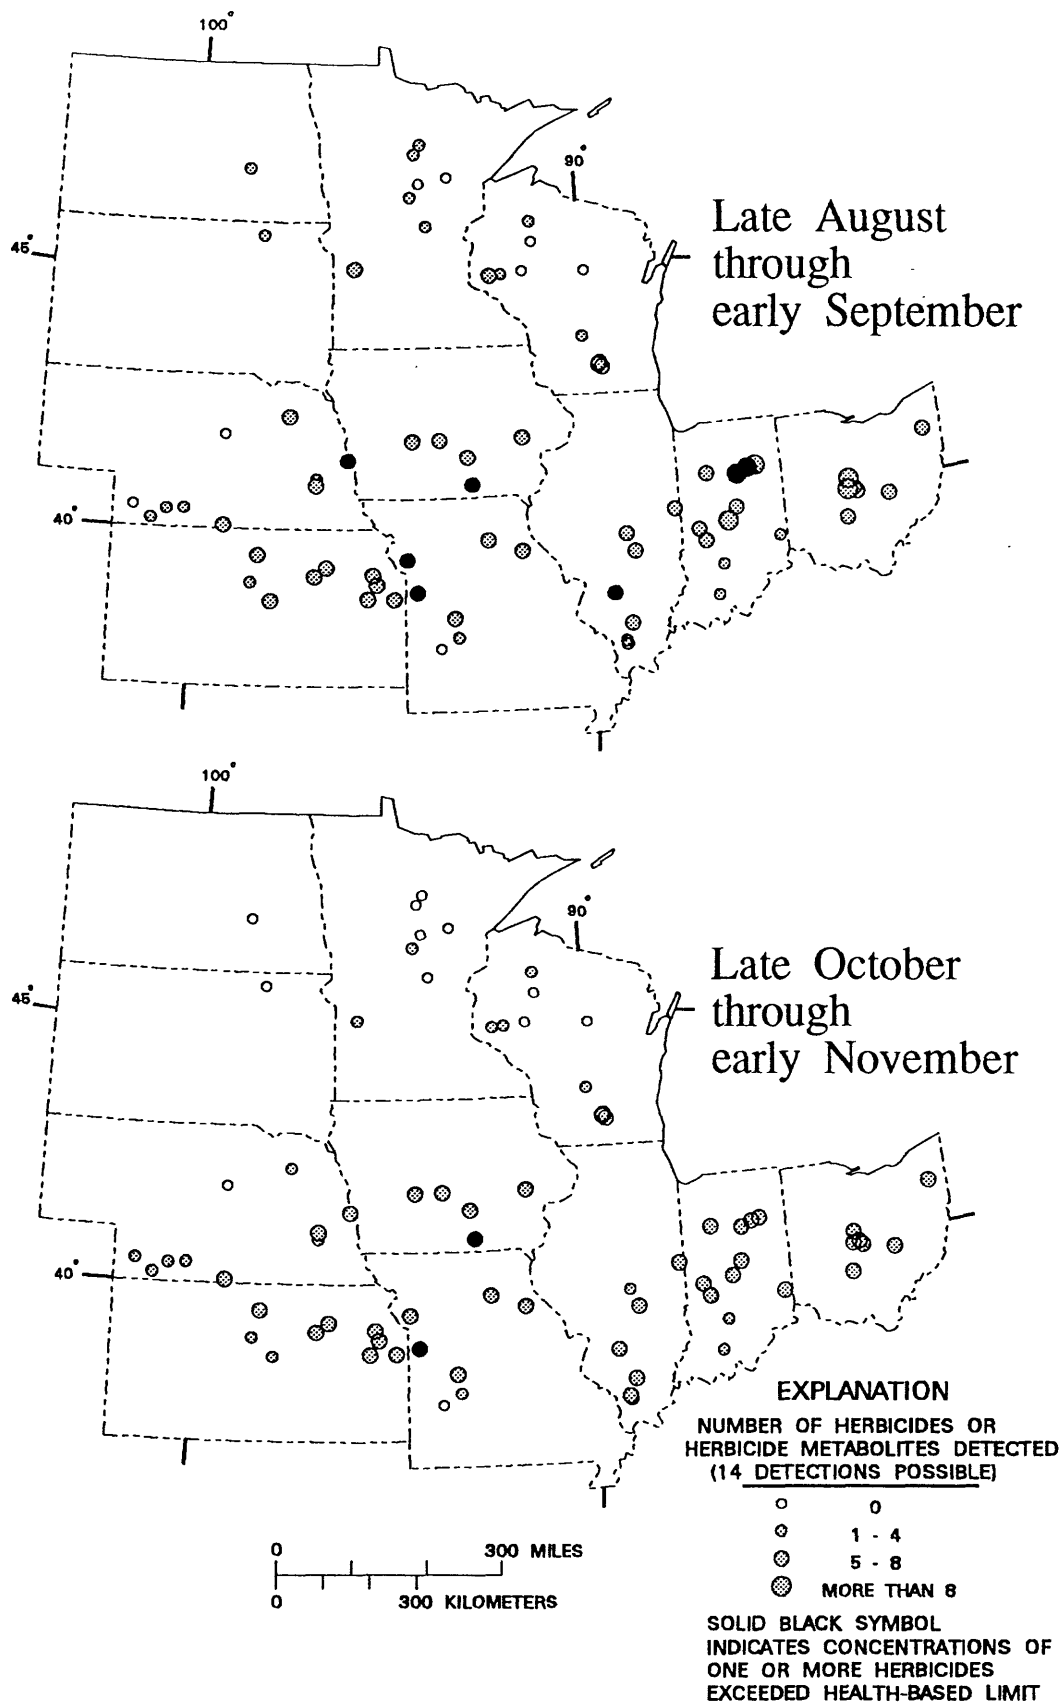 100°
90°
45°
40°
Late August
through
early September
100°
90°
45°
40°
Late October
through
early November
EXPLANATION
NUMBER OF HERBICIDES OR
HERBICIDE METABOLITES DETECTED
(14 DETECTIONS POSSIBLE)
0
1 - 4
5 - 8
MORE THAN 8
SOLID BLACK SYMBOL
INDICATES CONCENTRATIONS OF
ONE OR MORE HERBICIDES
EXCEEDED HEALTH-BASED LIMIT
0 300 MILES
0 300 KILOMETERS